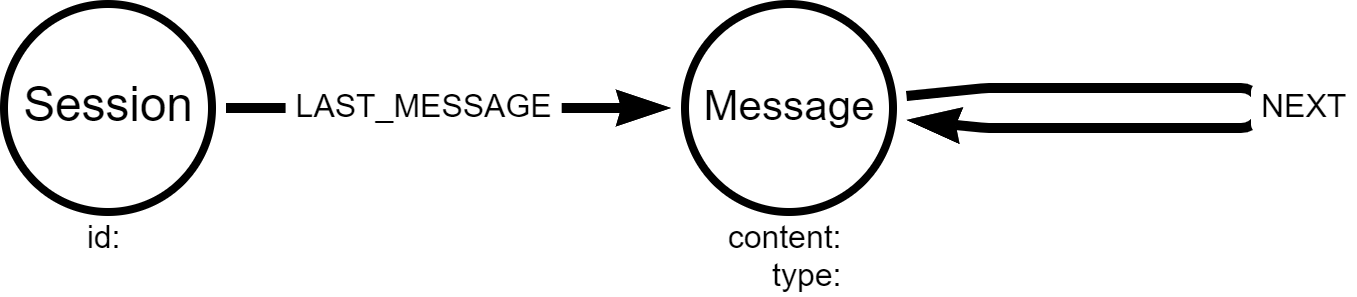 Session
LAST_MESSAGE
Message
NEXT
id:
content:
type: